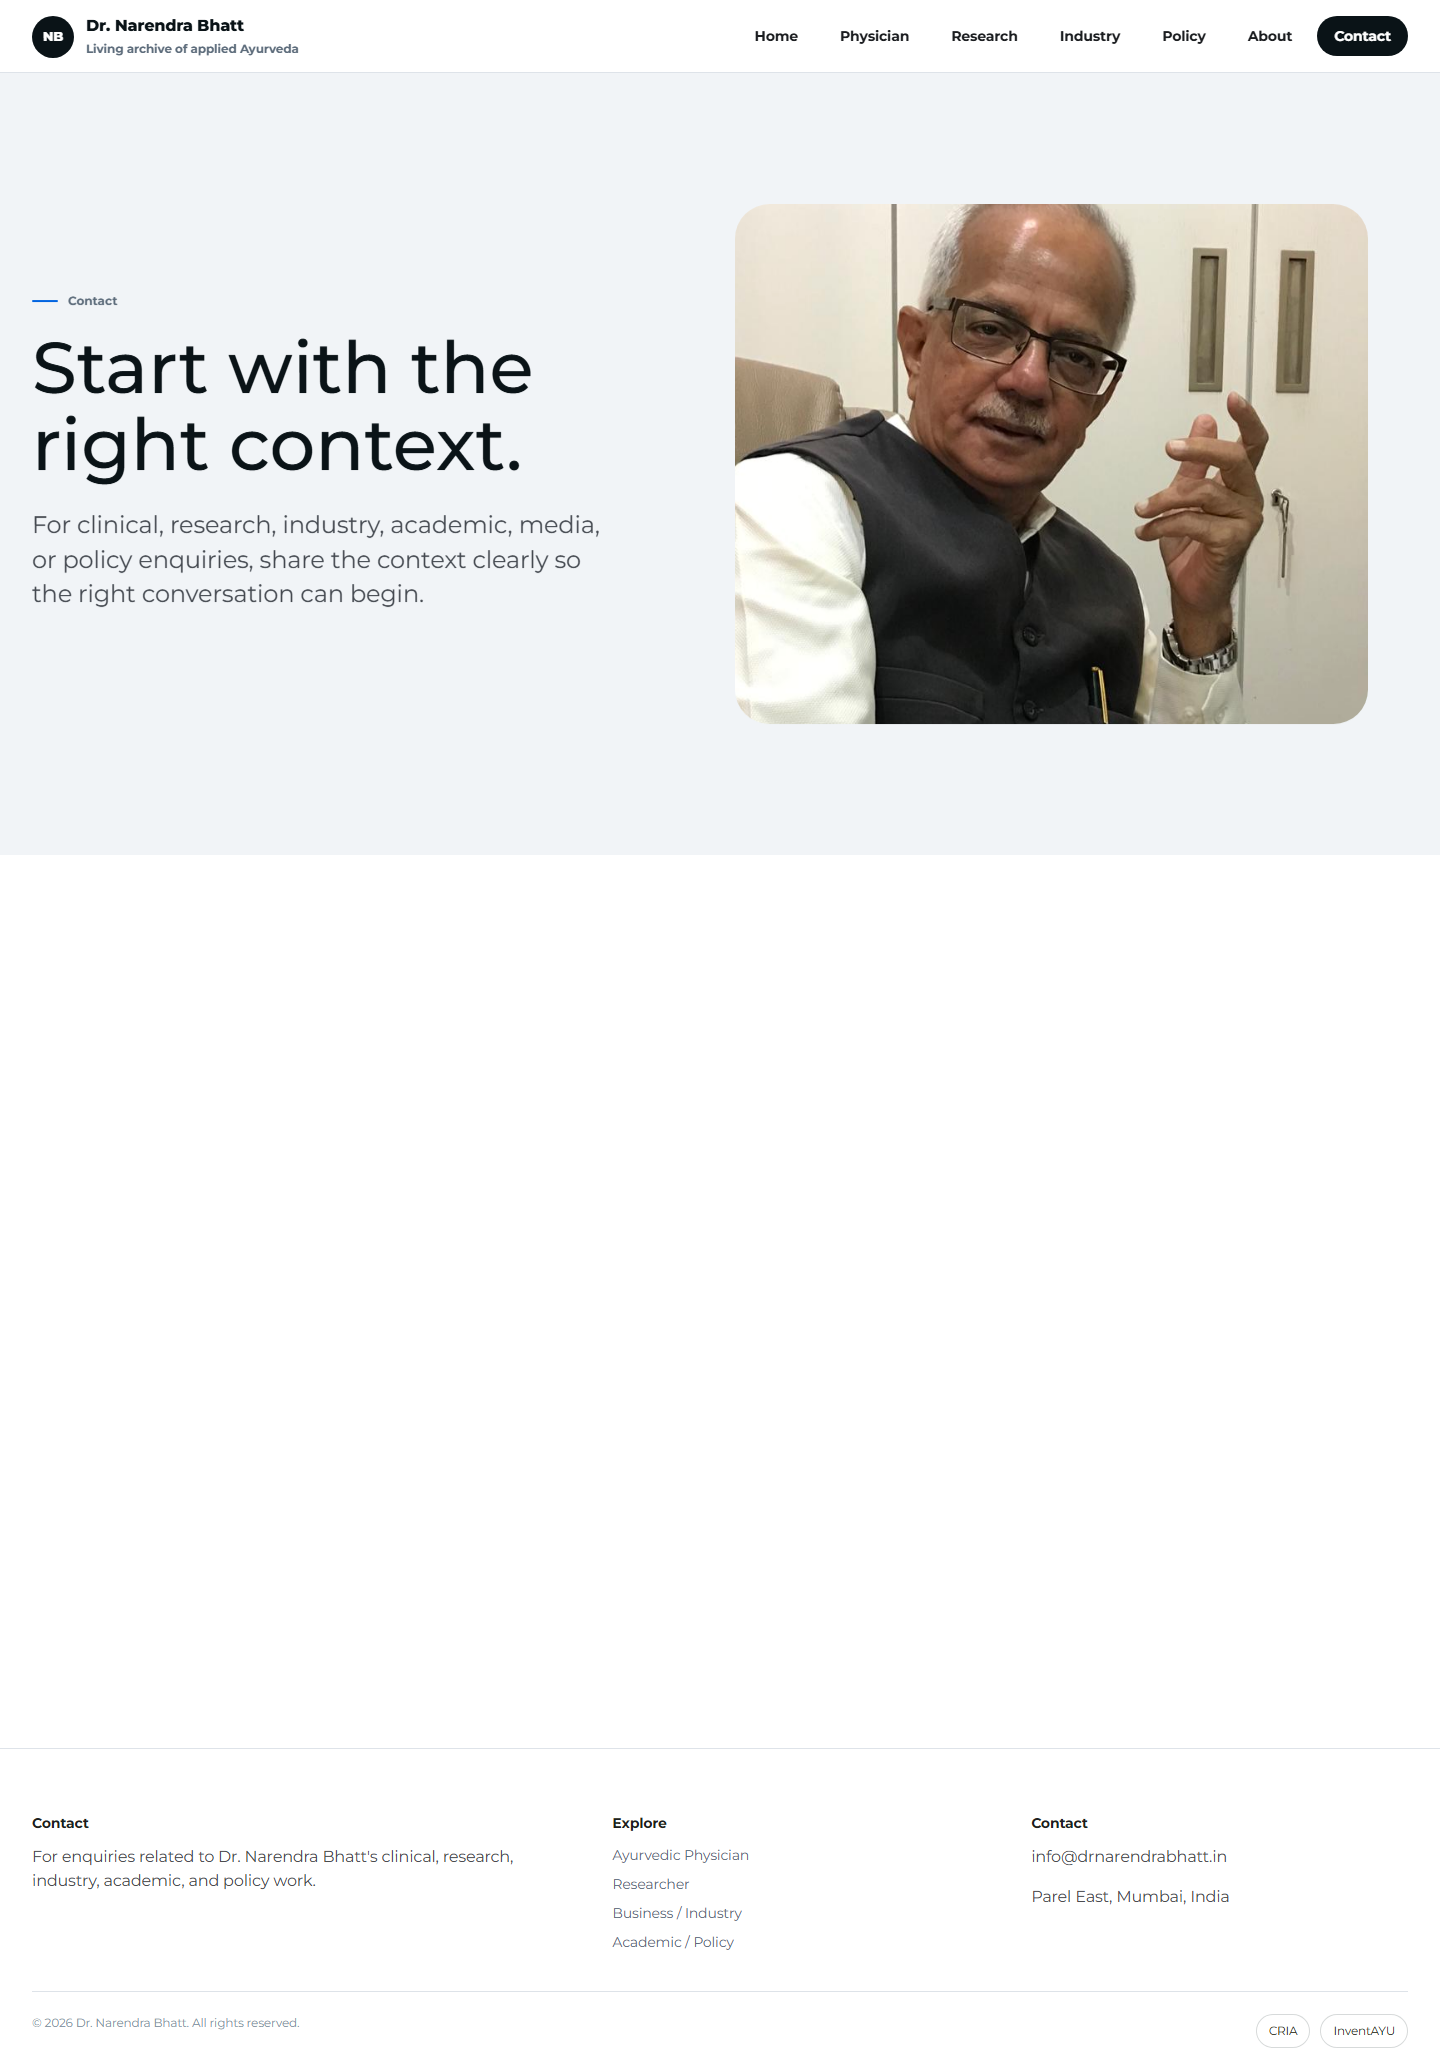 NB
Dr. Narendra Bhatt
Living archive of applied Ayurveda
Home
Physician
Research
Industry
Policy
About
Contact
Contact
Start with the
right context.
For clinical, research, industry, academic, media,
or policy enquiries, share the context clearly so
the right conversation can begin.
Contact
For enquiries related to Dr. Narendra Bhatt's clinical, research,
industry, academic, and policy work.
Explore
Ayurvedic Physician
Researcher
Business / Industry
Academic / Policy
Contact
info@drnarendrabhatt.in
Parel East, Mumbai, India
© 2026 Dr. Narendra Bhatt. All rights reserved.
CRIA
InventAYU